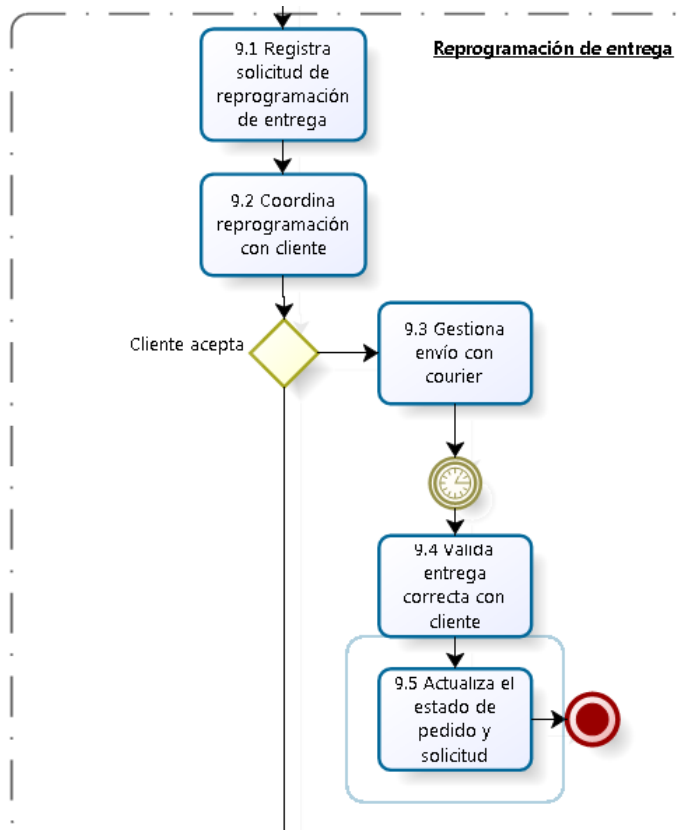 Reprogramación de entrega
9.1 Registra
solicitud de
reprogramación
de entrega
9.2 Coordina
reprogramación
con cliente
Cliente acepta
9.3 Gestiona
envío con
courier
9.4 Valida
entrega
correcta con
cliente
9.5 Actualiza el
estado de
pedido y
solicitud